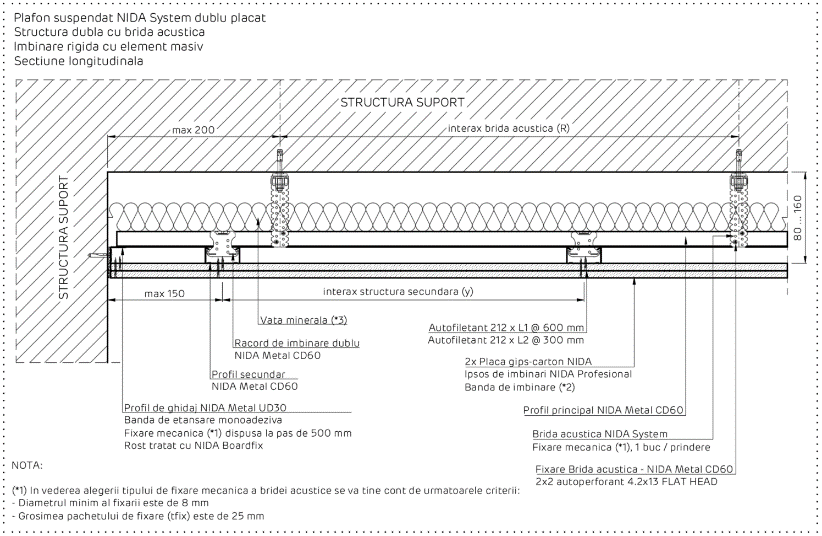 Plafon suspendat NIDA System dublu placat
Structura dubla cu brida acustica
Imbinare rigida cu element masiv
Sectiune longitudinala
STRUCTURA SUPORT
max 200
interax brida acustica (R)
STRUCTURA SUPORT
80 ... 160
max 150
interax structura secundara (y)
Vata minerala (*3)
Racord de imbinare dublu
NIDA Metal CD60
Profil secundar
NIDA Metal CD60
Profil de ghidaj NIDA Metal UD30
Banda de etansare monoadeziva
Fixare mecanica (*1) dispusa la pas de 500 mm
Rost tratat cu NIDA Boardfix
Autofiletant 212 x L1 @ 600 mm
Autofiletant 212 x L2 @ 300 mm
2x Placa gips-carton NIDA
Ipsos de imbinari NIDA Profesional
Banda de imbinare (*2)
Profil principal NIDA Metal CD60
Brida acustica NIDA System
Fixare mecanica (*1), 1 buc / prindere
Fixare Brida acustica - NIDA Metal CD60
2x2 autoperforant 4.2x13 FLAT HEAD
NOTA:
(*1) In vederea alegerii tipului de fixare mecanica a bridei acustice se va tine cont de urmatoarele criterii:
- Diametrul minim al fixarii este de 8 mm
- Grosimea pachetului de fixare (tfix) este de 25 mm